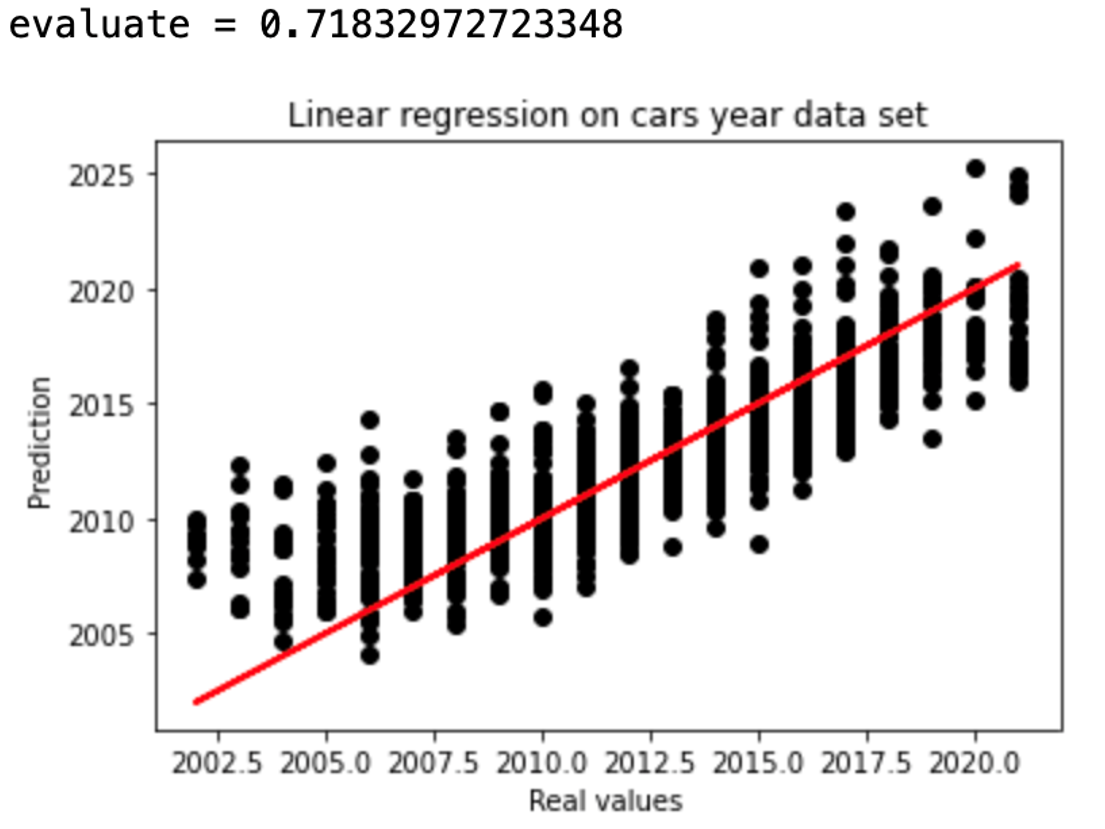 evaluate = 0.71832972723348
Linear regression on cars year data set
2025
2020
2015
2010
2005
Prediction
2002.5 2005.0 2007.5 2010.0 2012.5 2015.0 2017.5 2020.0
Real values